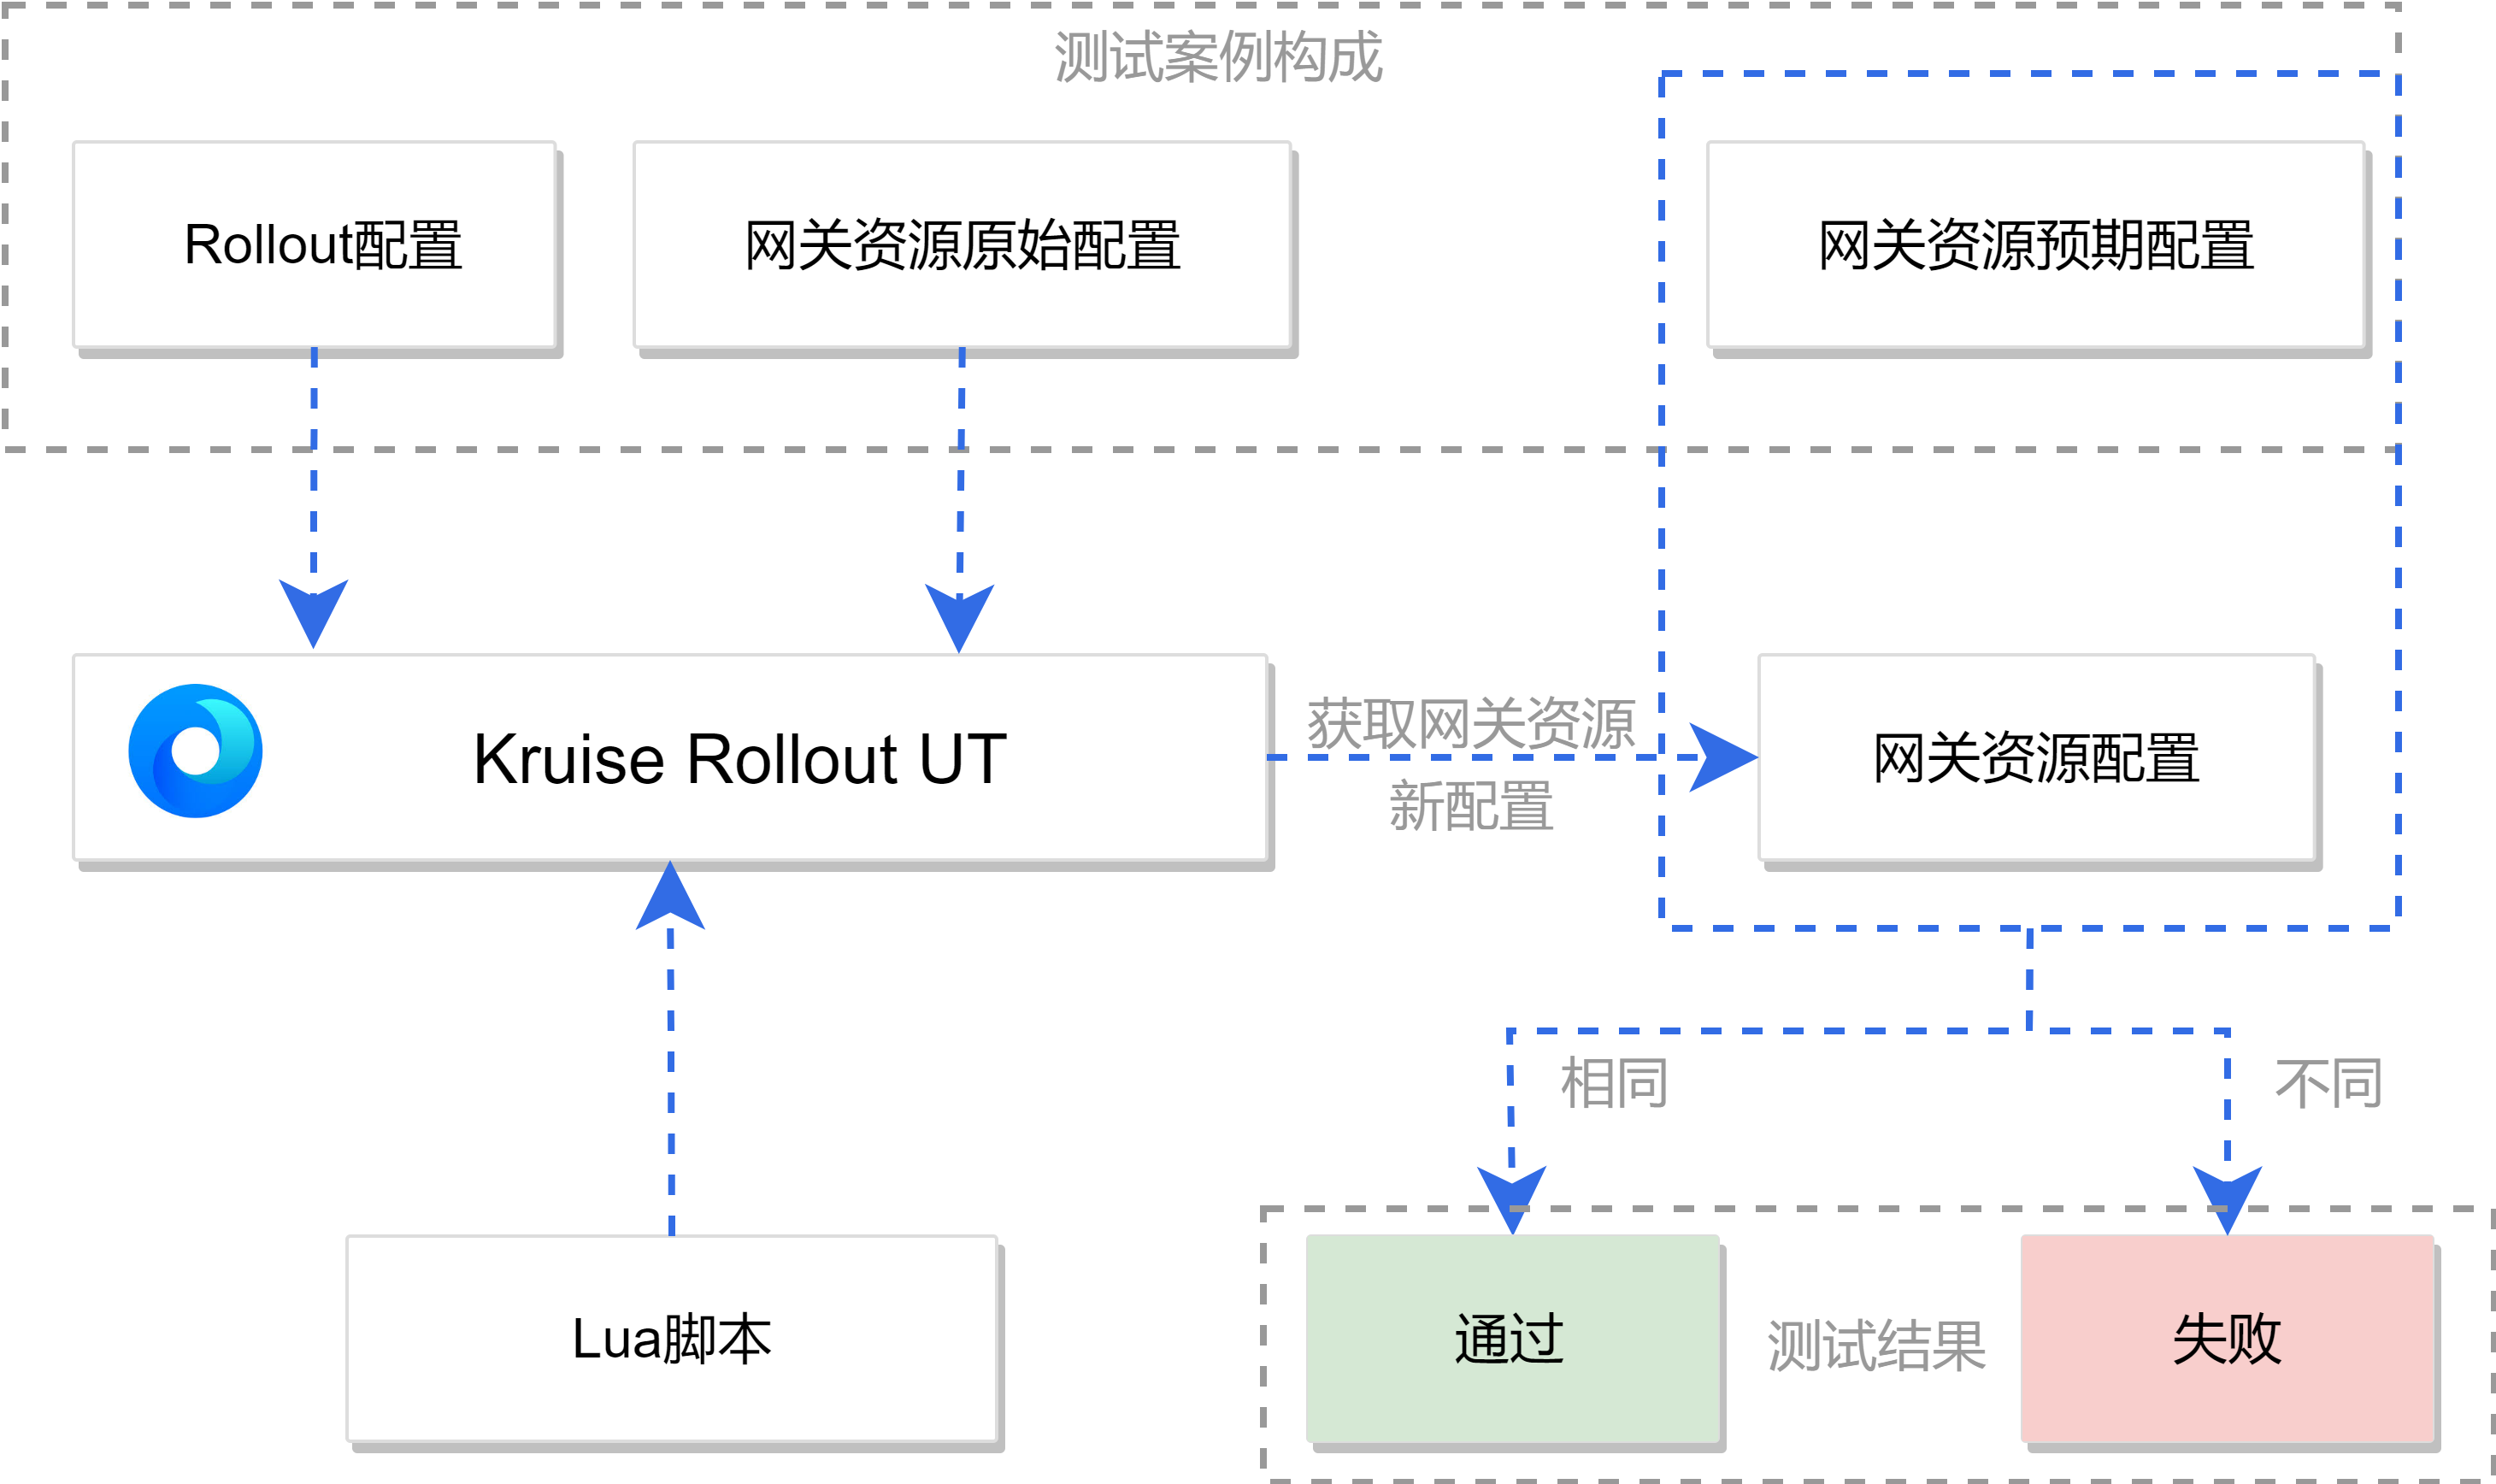 测试案例构成
Rollout配置
网关资源原始配置
网关资源预期配置
Kruise Rollout UT
获取网关资源
新配置
网关资源配置
相同
不同
Lua脚本
通过
测试结果
失败